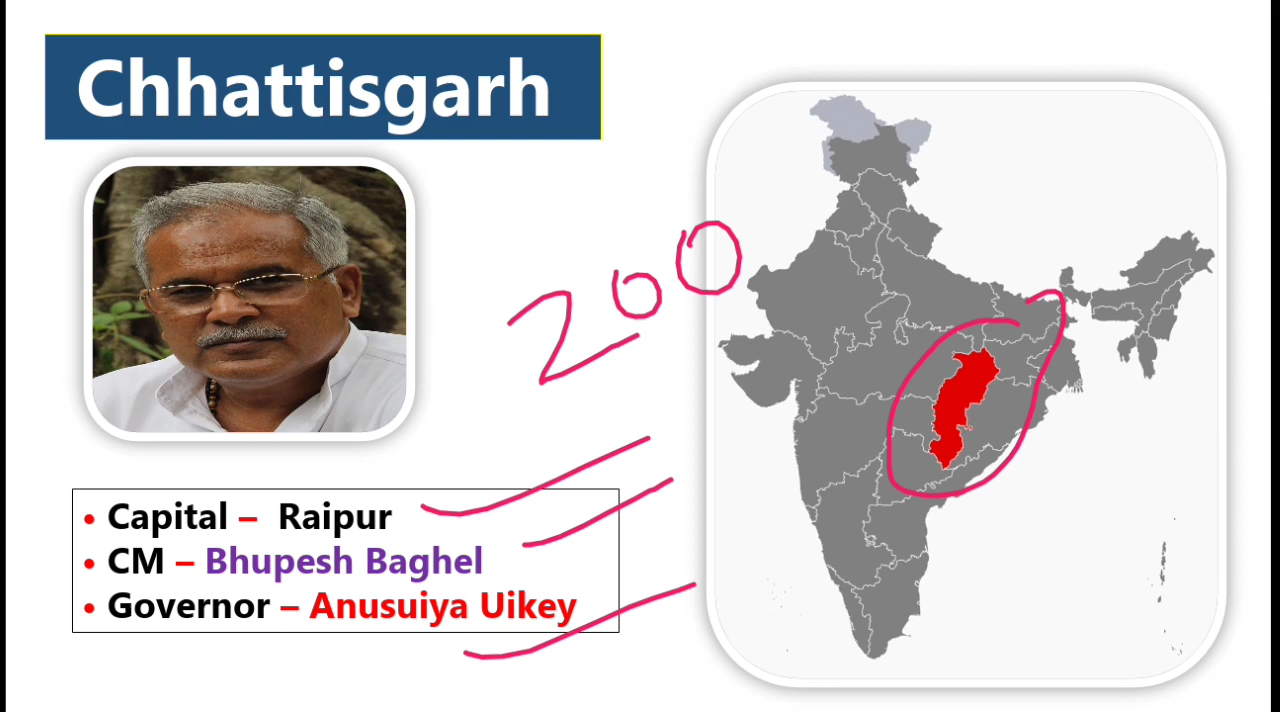 Chhattisgarh
200
• Capital – Raipur
• CM – Bhupesh Baghel
• Governor – Anusuiya Uikey